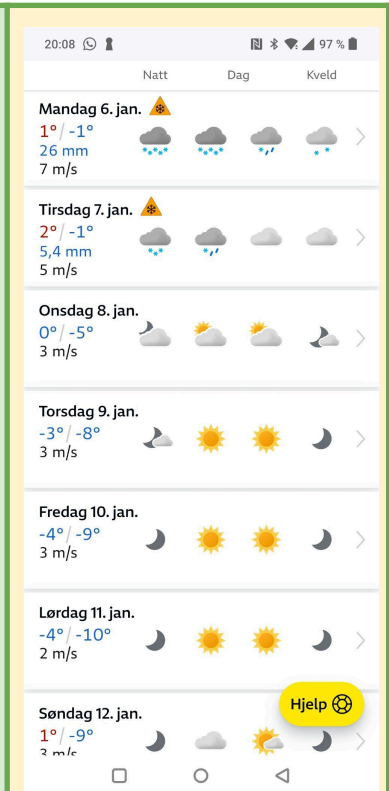 20:08 97 %
Natt Dag Kveld
Mandag 6. jan.
1°/-1°
26 mm
7 m/s
Tirsdag 7. jan.
2°/-1°
5,4 mm
5 m/s
Onsdag 8. jan.
0°/-5°
3 m/s
Torsdag 9. jan.
-3°/-8°
3 m/s
Fredag 10. jan.
-4°/-9°
3 m/s
Lørdag 11. jan.
-4°/-10°
2 m/s
Hjelp
Søndag 12. jan.
1°/-9°
3 m/s